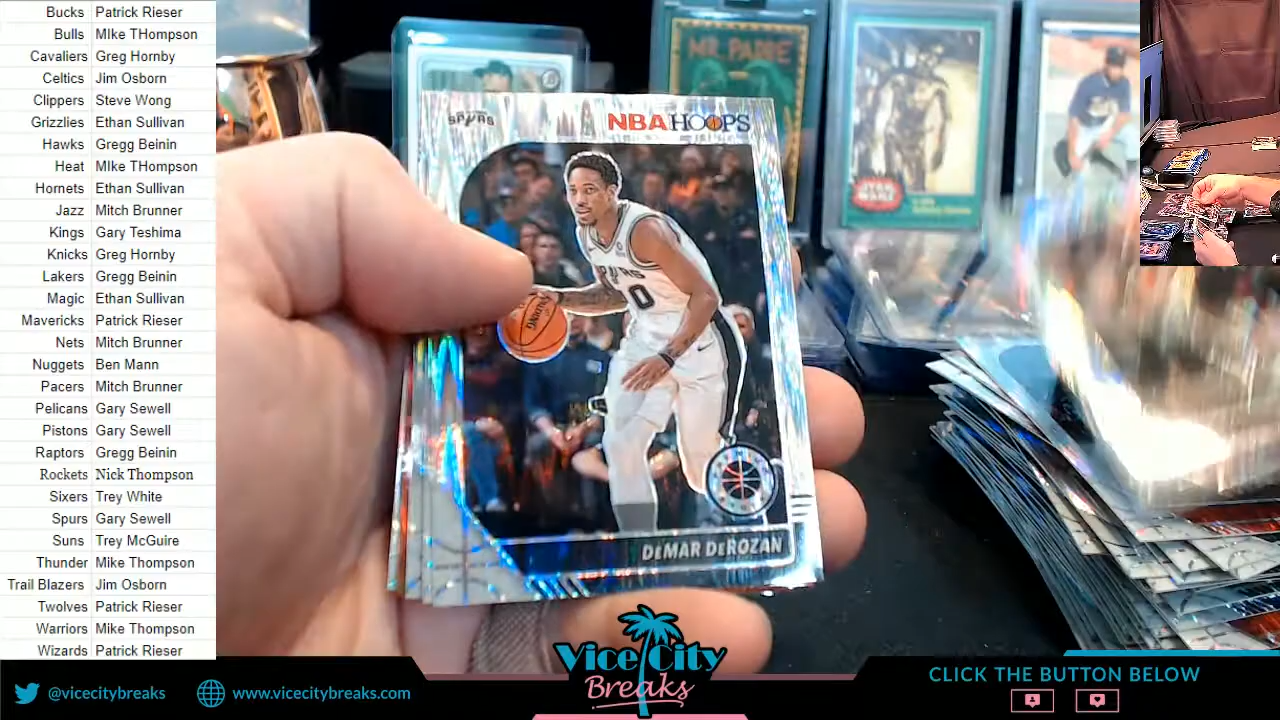 Bucks Patrick Rieser
Bulls MIke THompson
Cavaliers Greg Hornby
Celtics Jim Osborn
Clippers Steve Wong
Grizzlies Ethan Sullivan
Hawks Gregg Beinin
Heat MIke THompson
Hornets Ethan Sullivan
Jazz Mitch Brunner
Kings Gary Teshima
Knicks Greg Hornby
Lakers Gregg Beinin
Magic Ethan Sullivan
Mavericks Patrick Rieser
Nets Mitch Brunner
Nuggets Ben Mann
Pacers Mitch Brunner
Pelicans Gary Sewell
Pistons Gary Sewell
Raptors Gregg Beinin
Rockets Nick Thompson
Sixers Trey White
Spurs Gary Sewell
Suns Trey McGuire
Thunder Mike Thompson
Trail Blazers Jim Osborn
Twolves Patrick Rieser
Warriors Mike Thompson
Wizards Patrick Rieser
MR. PARBE
STAR WARS
SPURS
NBA HOOPS
SPURS
0
SPALDING
DeMAR DeROZAN
Vice City
Breaks
@vicecitybreaks
www.vicecitybreaks.com
CLICK THE BUTTON BELOW